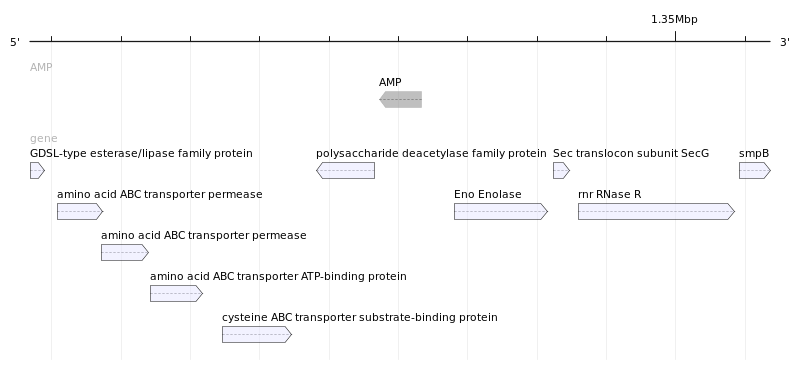 1.35Mbp
5' 3'
AMP
AMP
gene
GDSL-type esterase/lipase family protein polysaccharide deacetylase family protein Sec translocon subunit SecG smpB
amino acid ABC transporter permease Eno Enolase rnr RNase R
amino acid ABC transporter permease
amino acid ABC transporter ATP-binding protein
cysteine ABC transporter substrate-binding protein